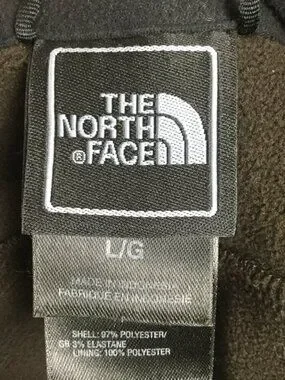 THE
NORTH
® FACE
L/G
MADE IN INDONESIA
FABRIQUE EN INDONESIE
SHELL: 97% POLYESTER/
GB 3% ELASTANE
LINING: 100% POLYESTER